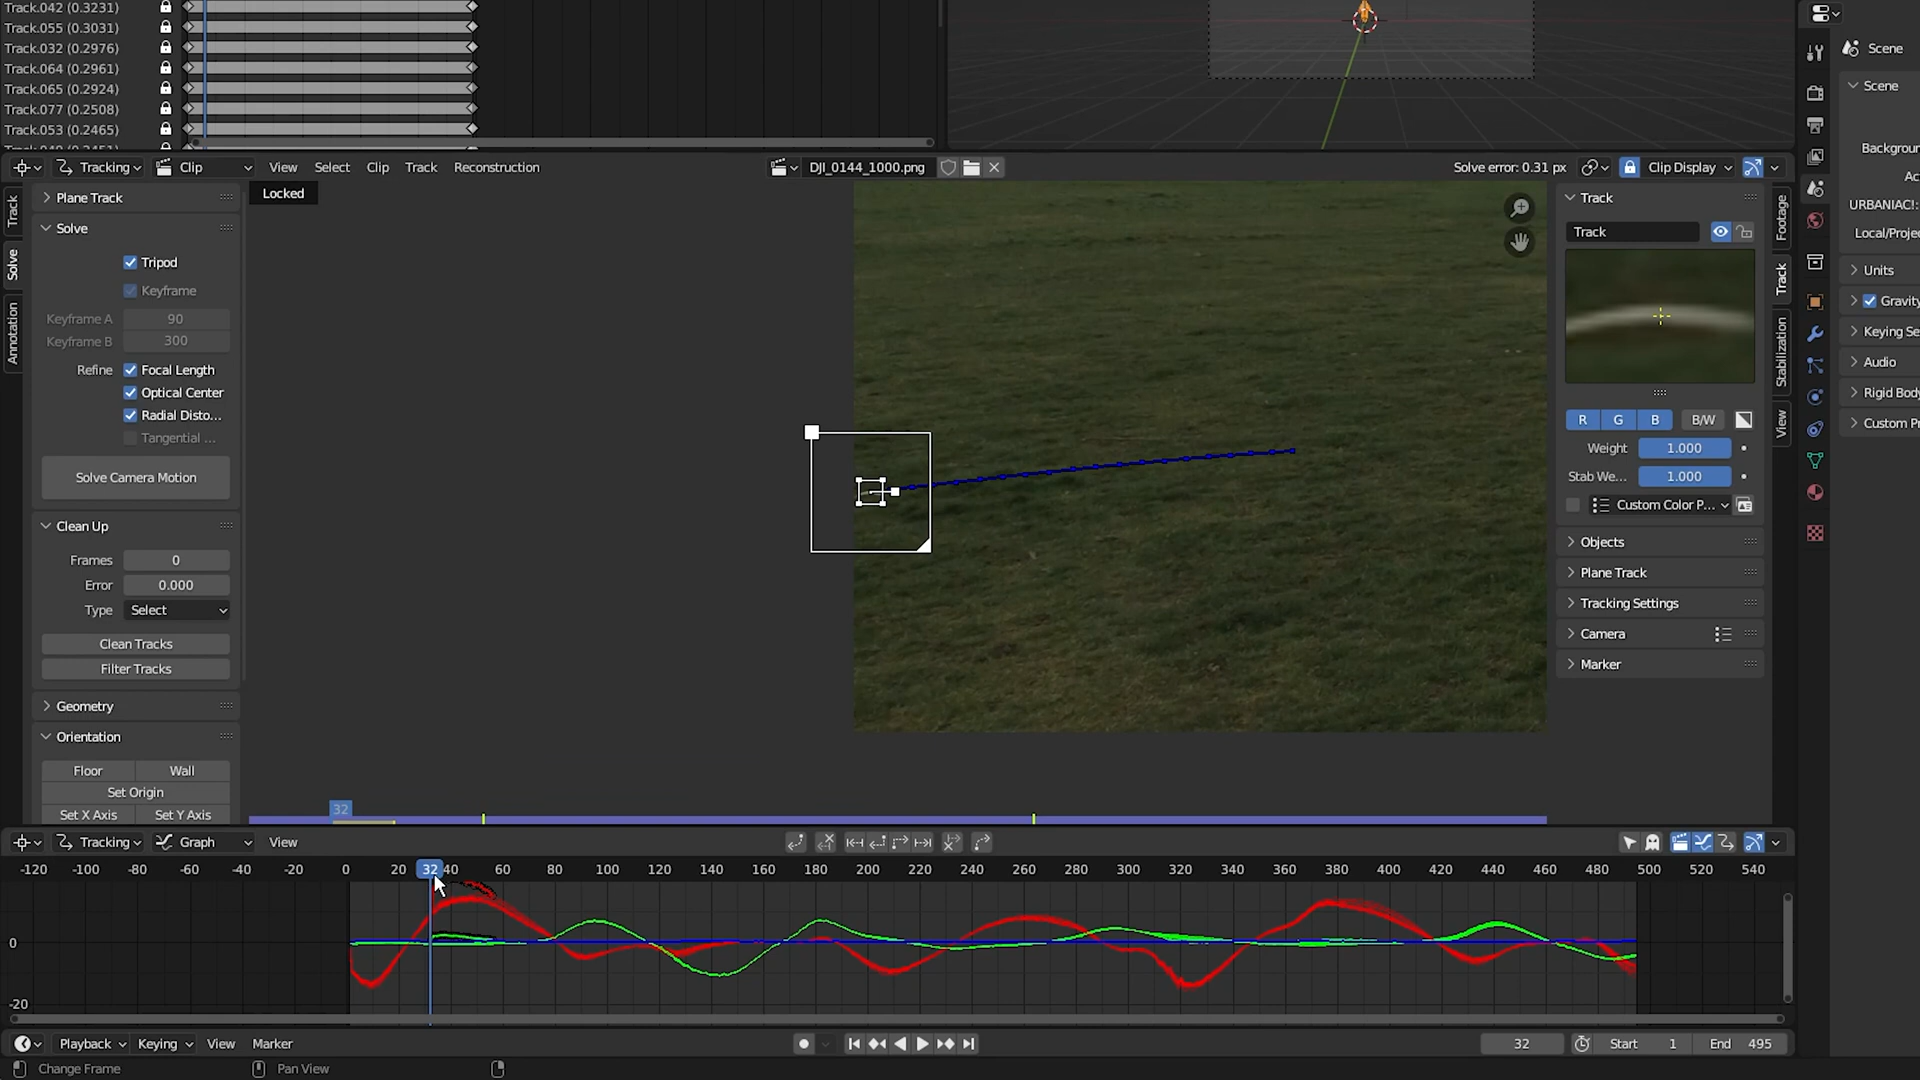 Track.042 (0.3231)
Track.055 (0.3031)
Track.032 (0.2976)
Track.064 (0.2961)
Track.065 (0.2924)
Track.077 (0.2508)
Track.053 (0.2465)
Scene
Scene
Backgroun
Ac
URBANIAC!:
Local/Projec
Units
Gravity
Keying Se
Audio
Rigid Body
Custom Pr
Tracking Clip View Select Clip Track Reconstruction DJI_0144_1000.png Solve error: 0.31 px Clip Display
Track
Solve
Annotation
Plane Track
Solve
Tripod
Keyframe
Keyframe A 90
Keyframe B 300
Refine Focal Length
Optical Center
Radial Disto...
Tangential ...
Solve Camera Motion
Clean Up
Frames 0
Error 0.000
Type Select
Clean Tracks
Filter Tracks
Geometry
Orientation
Floor Wall
Set Origin
Set X Axis Set Y Axis
Locked
32
Track
Track
R G B B/W
Weight 1.000
Stab We... 1.000
Custom Color P...
Objects
Plane Track
Tracking Settings
Camera
Marker
Footage
Track
Stabilization
View
Tracking Graph View
-120 -100 -80 -60 -40 -20 0 20 32 40 60 80 100 120 140 160 180 200 220 240 260 280 300 320 340 360 380 400 420 440 460 480 500 520 540
0
-20
Playback Keying View Marker 32 Start 1 End 495
Change Frame Pan View